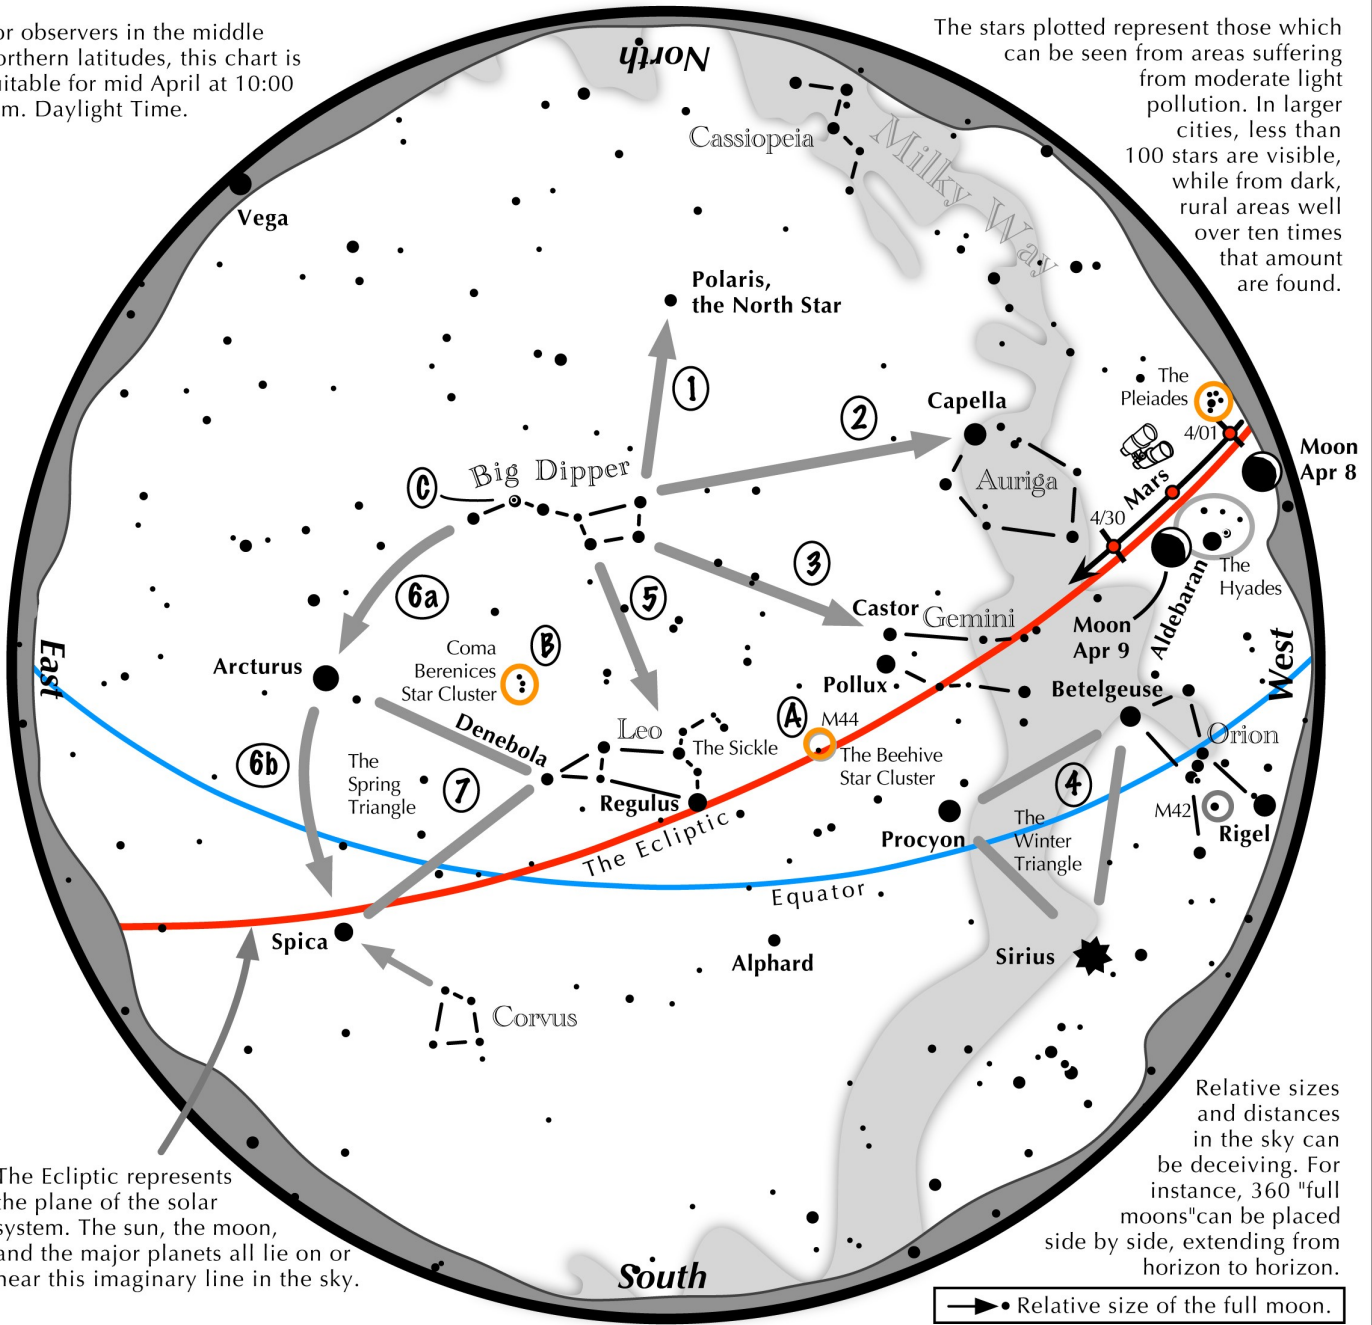 or observers in the middle
orthern latitudes, this chart is
uitable for mid April at 10:00
.m. Daylight Time.
The stars plotted represent those which
can be seen from areas suffering
from moderate light
pollution. In larger
cities, less than
100 stars are visible,
while from dark,
rural areas well
over ten times
that amount
are found.
North
Cassiopeia
Milky Way
Vega
Polaris,
the North Star
1
2
Capella
The
Pleiades
4/01
Moon
Apr 8
Big Dipper
C
Auriga
Mars
4/30
The
Hyades
Aldebaran
3
5
6a
Castor
Gemini
Moon
Apr 9
Coma
Berenices
Star Cluster
B
East
West
Arcturus
Pollux
Betelgeuse
Denebola
Leo
The Sickle
A
M44
The Beehive
Star Cluster
Orion
6b
The
Spring
Triangle
7
Regulus
4
M42
Rigel
Procyon
The
Winter
Triangle
The Ecliptic
Equator
Spica
Alphard
Sirius
Corvus
The Ecliptic represents
the plane of the solar
system. The sun, the moon,
and the major planets all lie on or
near this imaginary line in the sky.
Relative sizes
and distances
in the sky can
be deceiving. For
instance, 360 "full
moons"can be placed
side by side, extending from
horizon to horizon.
South
Relative size of the full moon.